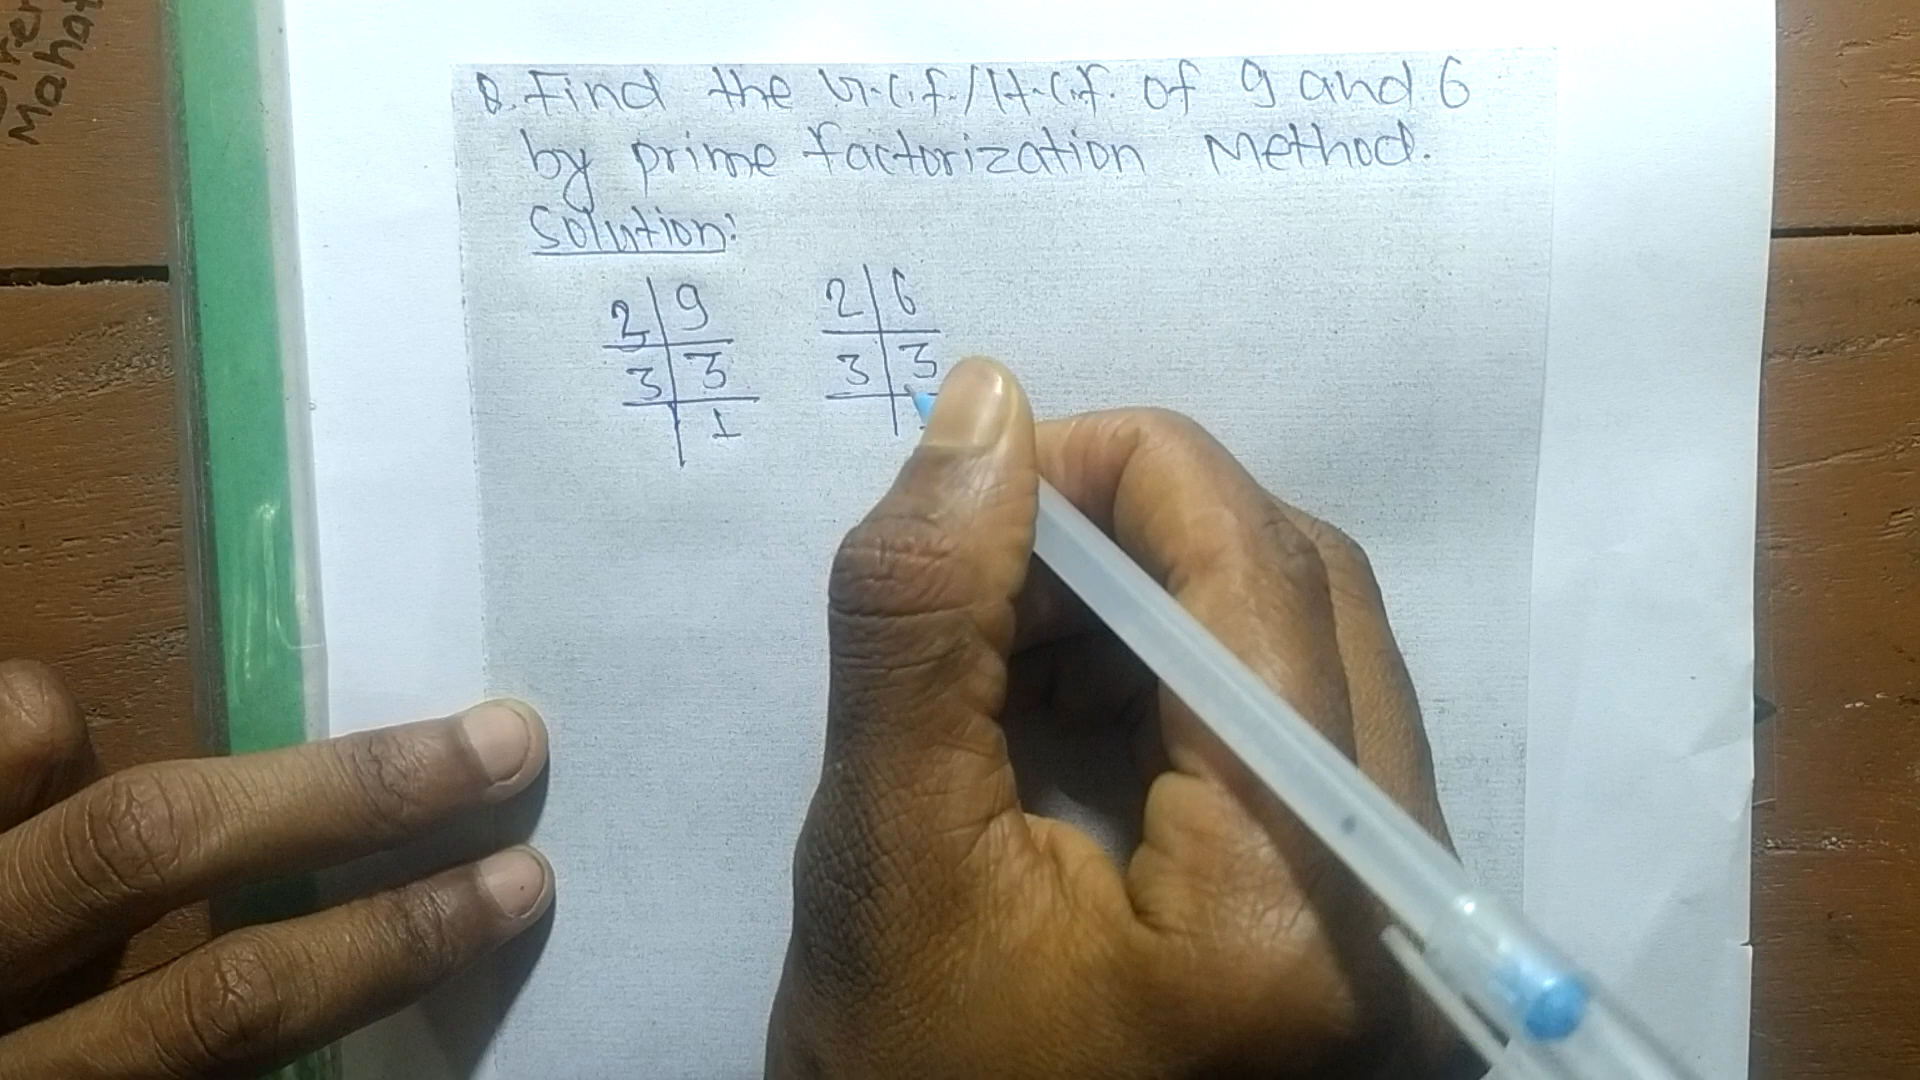 Q. Find the G.C.F./H.C.F. of 9 and 6
by prime factorization Method.
Solution:
2 9 2 6
3 3 3 3
1
Mahat